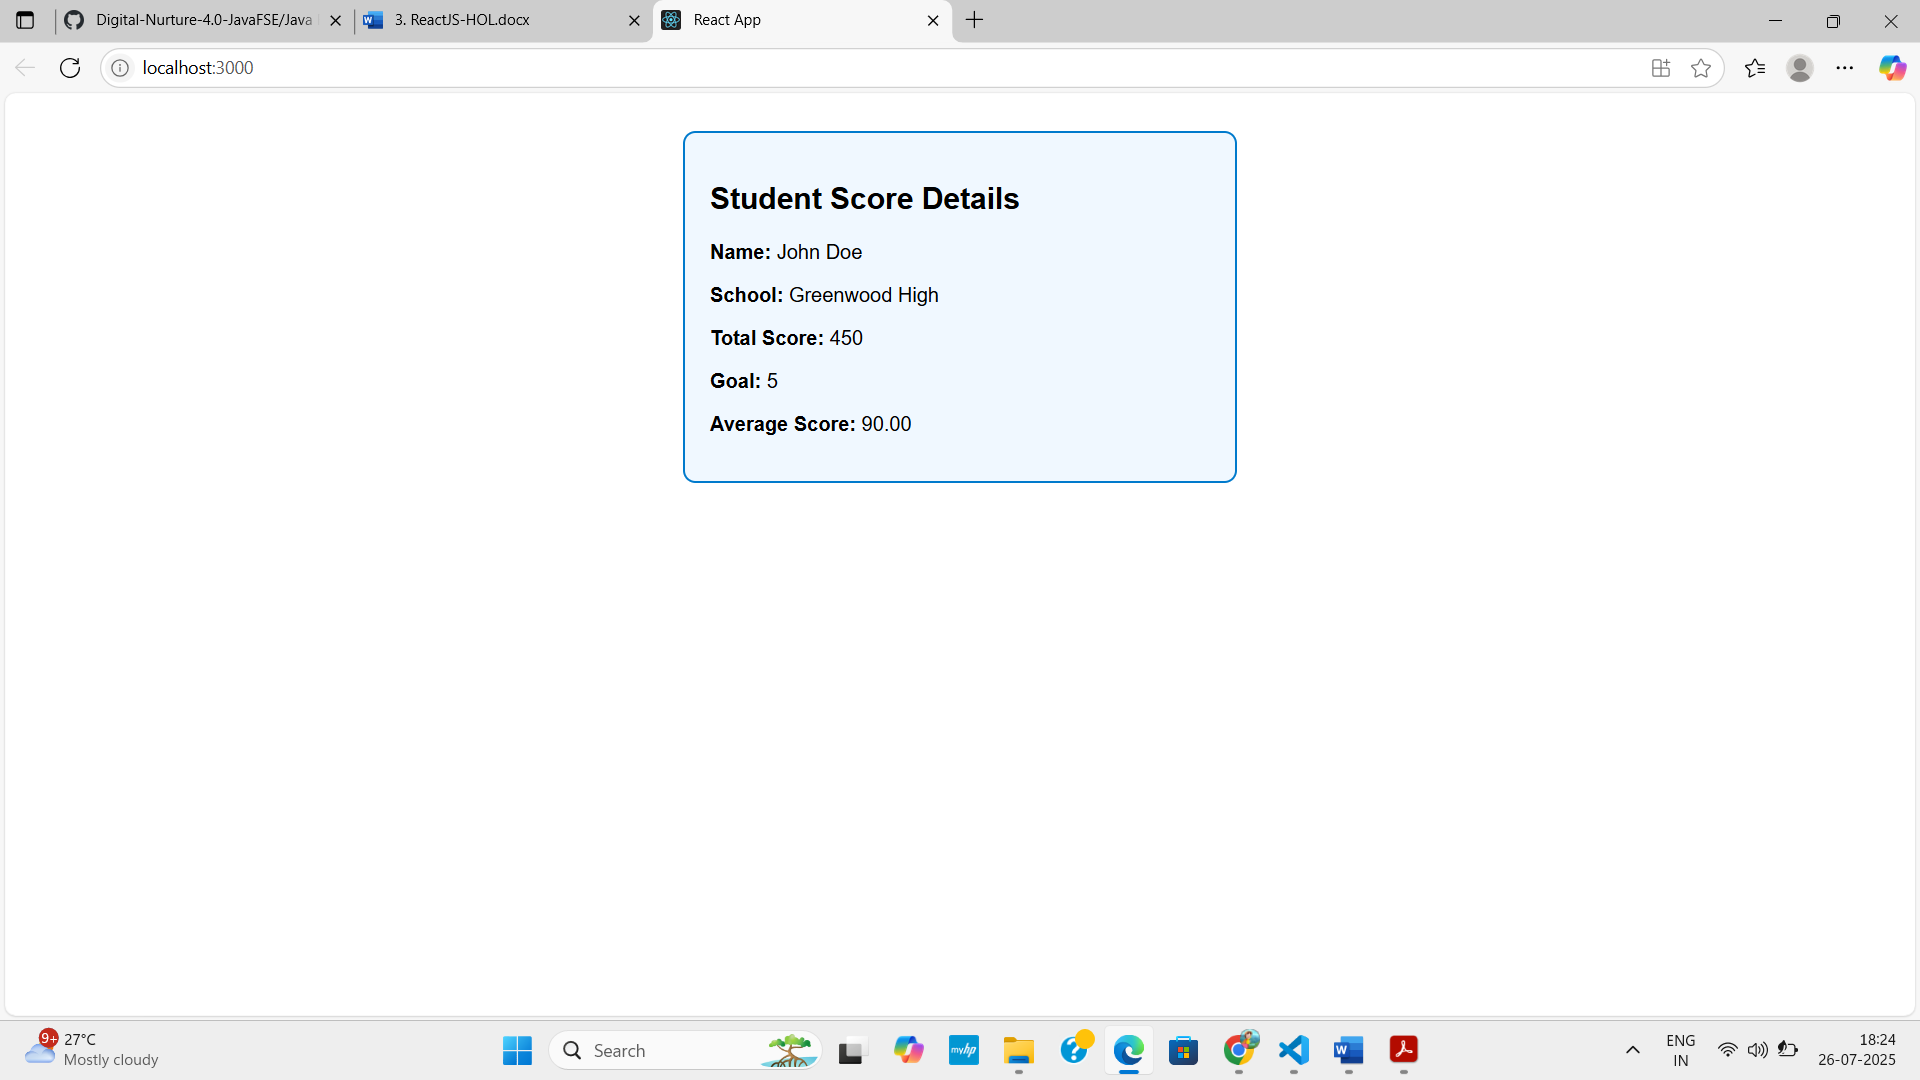 Digital-Nurture-4.0-JavaFSE/Java
3. ReactJS-HOL.docx
React App
localhost:3000
Student Score Details
Name: John Doe
School: Greenwood High
Total Score: 450
Goal: 5
Average Score: 90.00
9+
27°C
Mostly cloudy
Search
myhp
ENG
IN
18:24
26-07-2025